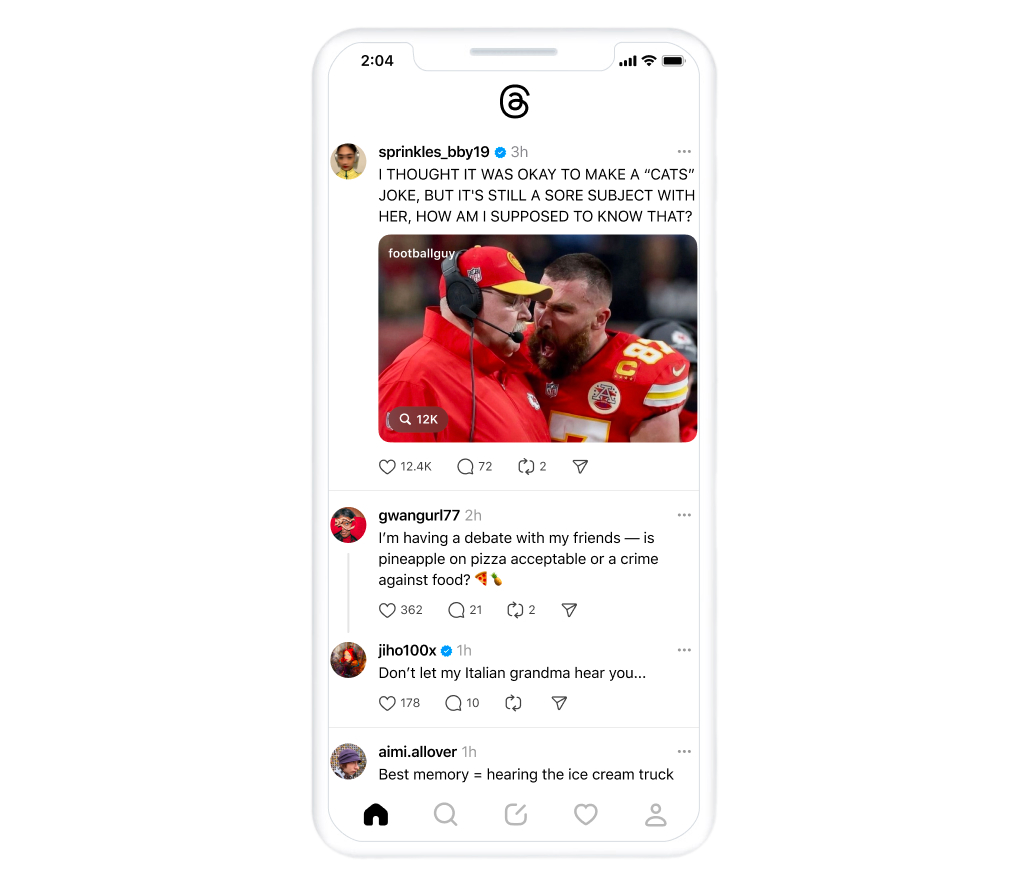 2:04
sprinkles_bby19 3h
I THOUGHT IT WAS OKAY TO MAKE A “CATS”
JOKE, BUT IT'S STILL A SORE SUBJECT WITH
HER, HOW AM I SUPPOSED TO KNOW THAT?
footballguy
NFL
87
C
12K
12.4K 72 2
gwangurl77 2h
I’m having a debate with my friends — is
pineapple on pizza acceptable or a crime
against food? 🍕🍍
362 21 2
jiho100x 1h
Don’t let my Italian grandma hear you...
178 10
aimi.allover 1h
Best memory = hearing the ice cream truck